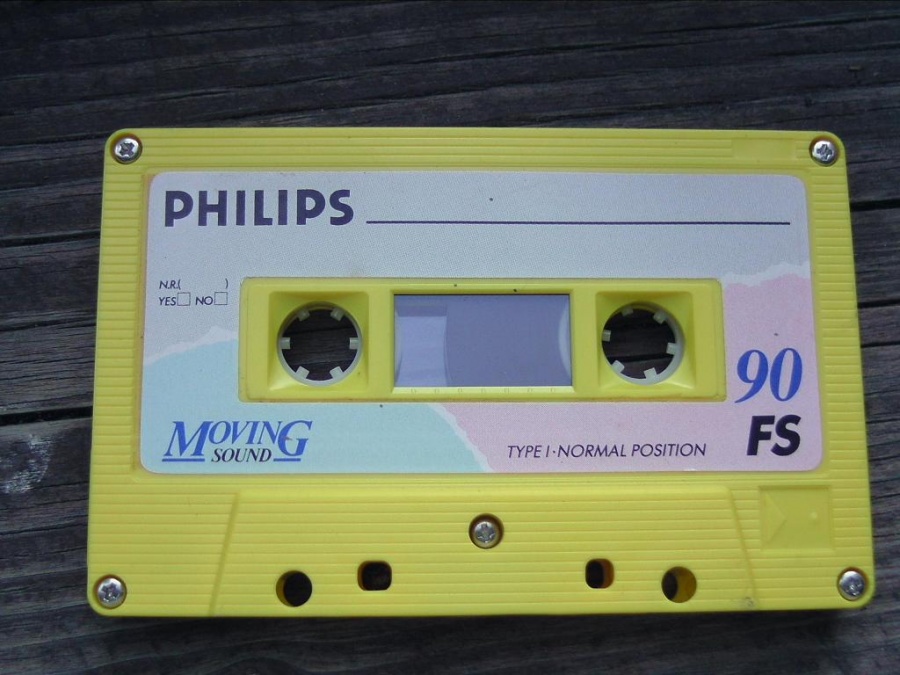 PHILIPS
N.R.( )
YES NO
90
MOVING
SOUND
TYPE I·NORMAL POSITION
FS